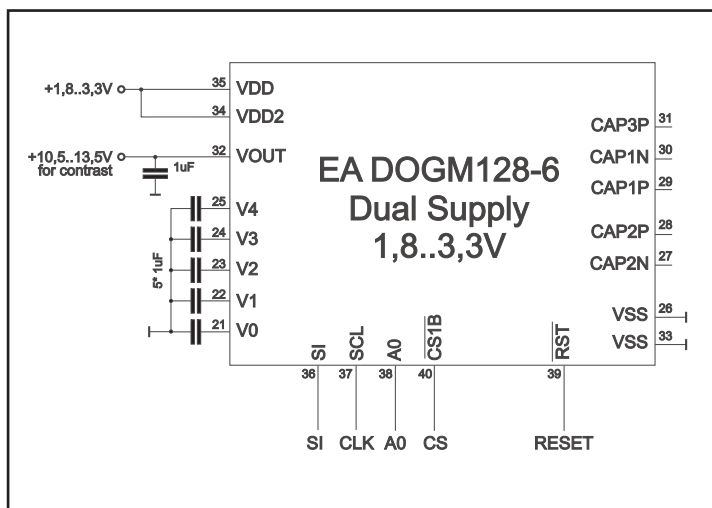 +1,8..3,3V
35
VDD
34
VDD2
+10,5..13,5V
for contrast
1uF
32
VOUT
25
V4
24
V3
23
V2
22
V1
21
V0
5* 1uF
EA DOGM128-6
Dual Supply
1,8..3,3V
CAP3P
31
CAP1N
30
CAP1P
29
CAP2P
28
CAP2N
27
VSS
26
VSS
33
SI
SCL
A0
CS1B
RST
36
37
38
40
39
SI
CLK
A0
CS
RESET